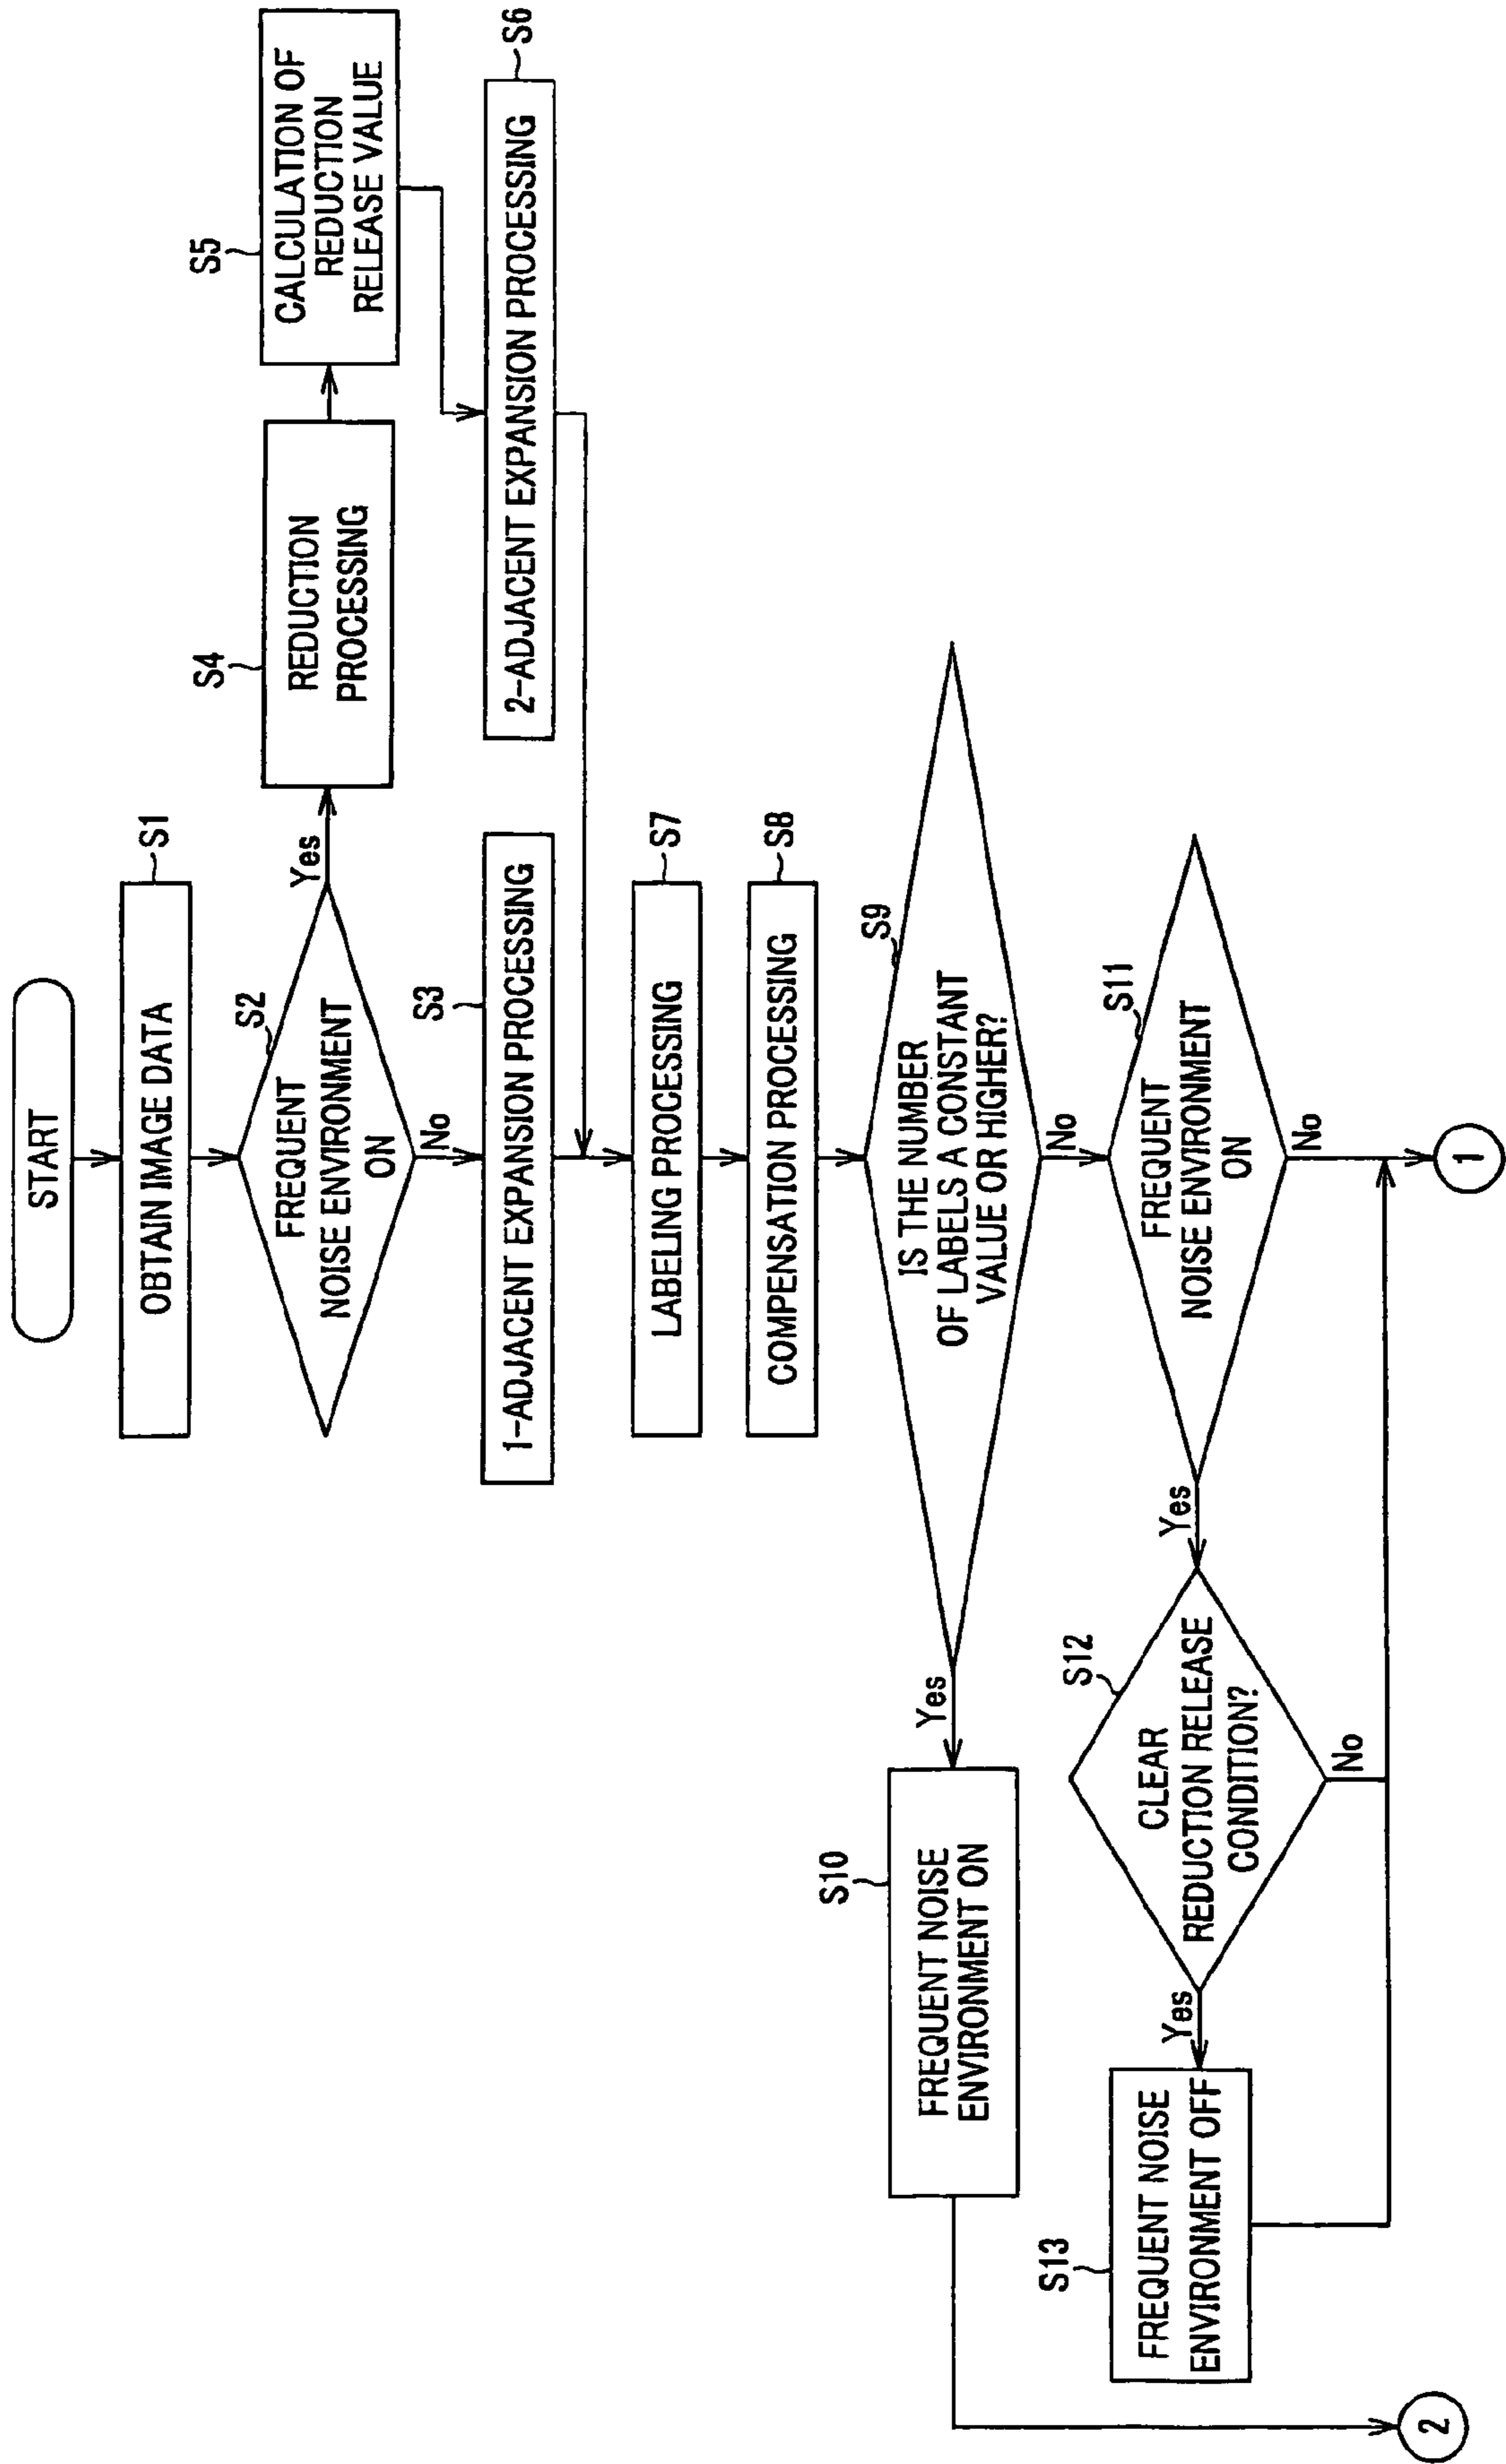 START
OBTAIN IMAGE DATA
S1
FREQUENT
NOISE ENVIRONMENT
ON
S2
Yes
No
REDUCTION
PROCESSING
S4
CALCULATION OF
REDUCTION
RELEASE VALUE
S5
1-ADJACENT EXPANSION PROCESSING
S3
2-ADJACENT EXPANSION PROCESSING
S6
LABELING PROCESSING
S7
COMPENSATION PROCESSING
S8
IS THE NUMBER
OF LABELS A CONSTANT
VALUE OR HIGHER?
S9
Yes
No
FREQUENT NOISE
ENVIRONMENT ON
S10
FREQUENT
NOISE ENVIRONMENT
ON
S11
Yes
No
CLEAR
REDUCTION RELEASE
CONDITION?
S12
Yes
No
FREQUENT NOISE
ENVIRONMENT OFF
S13
2
1